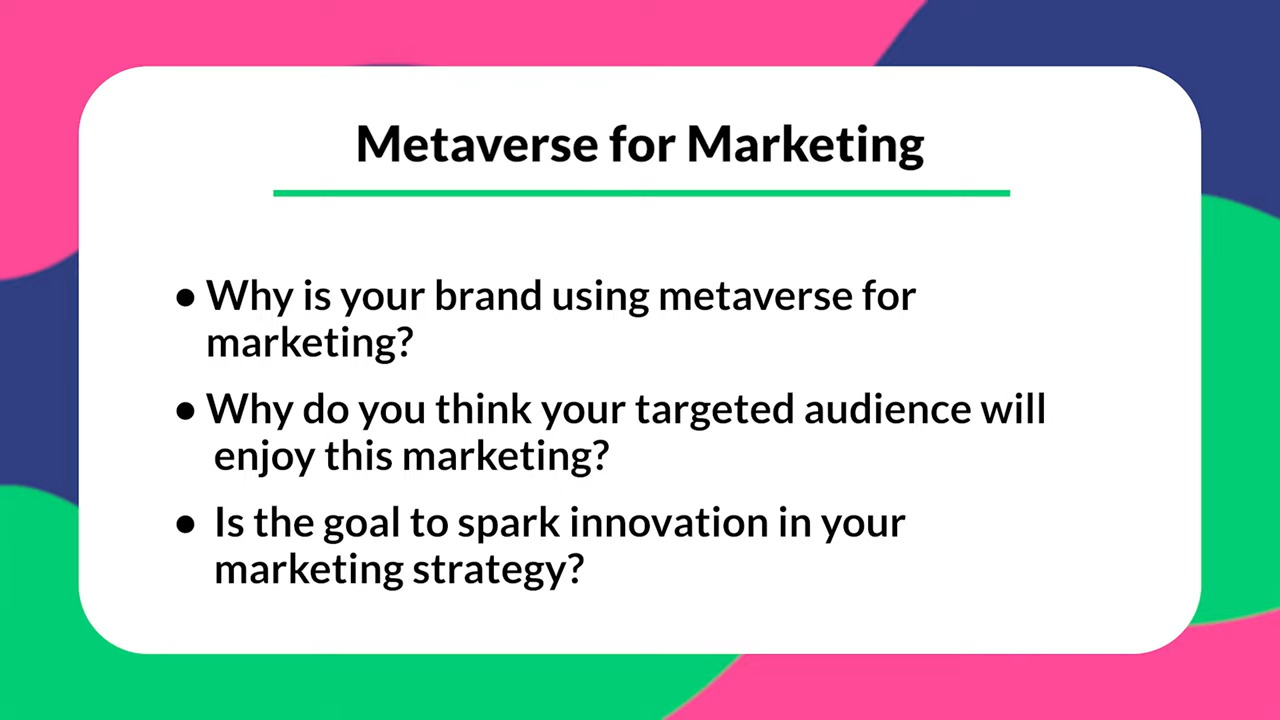 Metaverse for Marketing
● Why is your brand using metaverse for
marketing?
● Why do you think your targeted audience will
enjoy this marketing?
● Is the goal to spark innovation in your
marketing strategy?